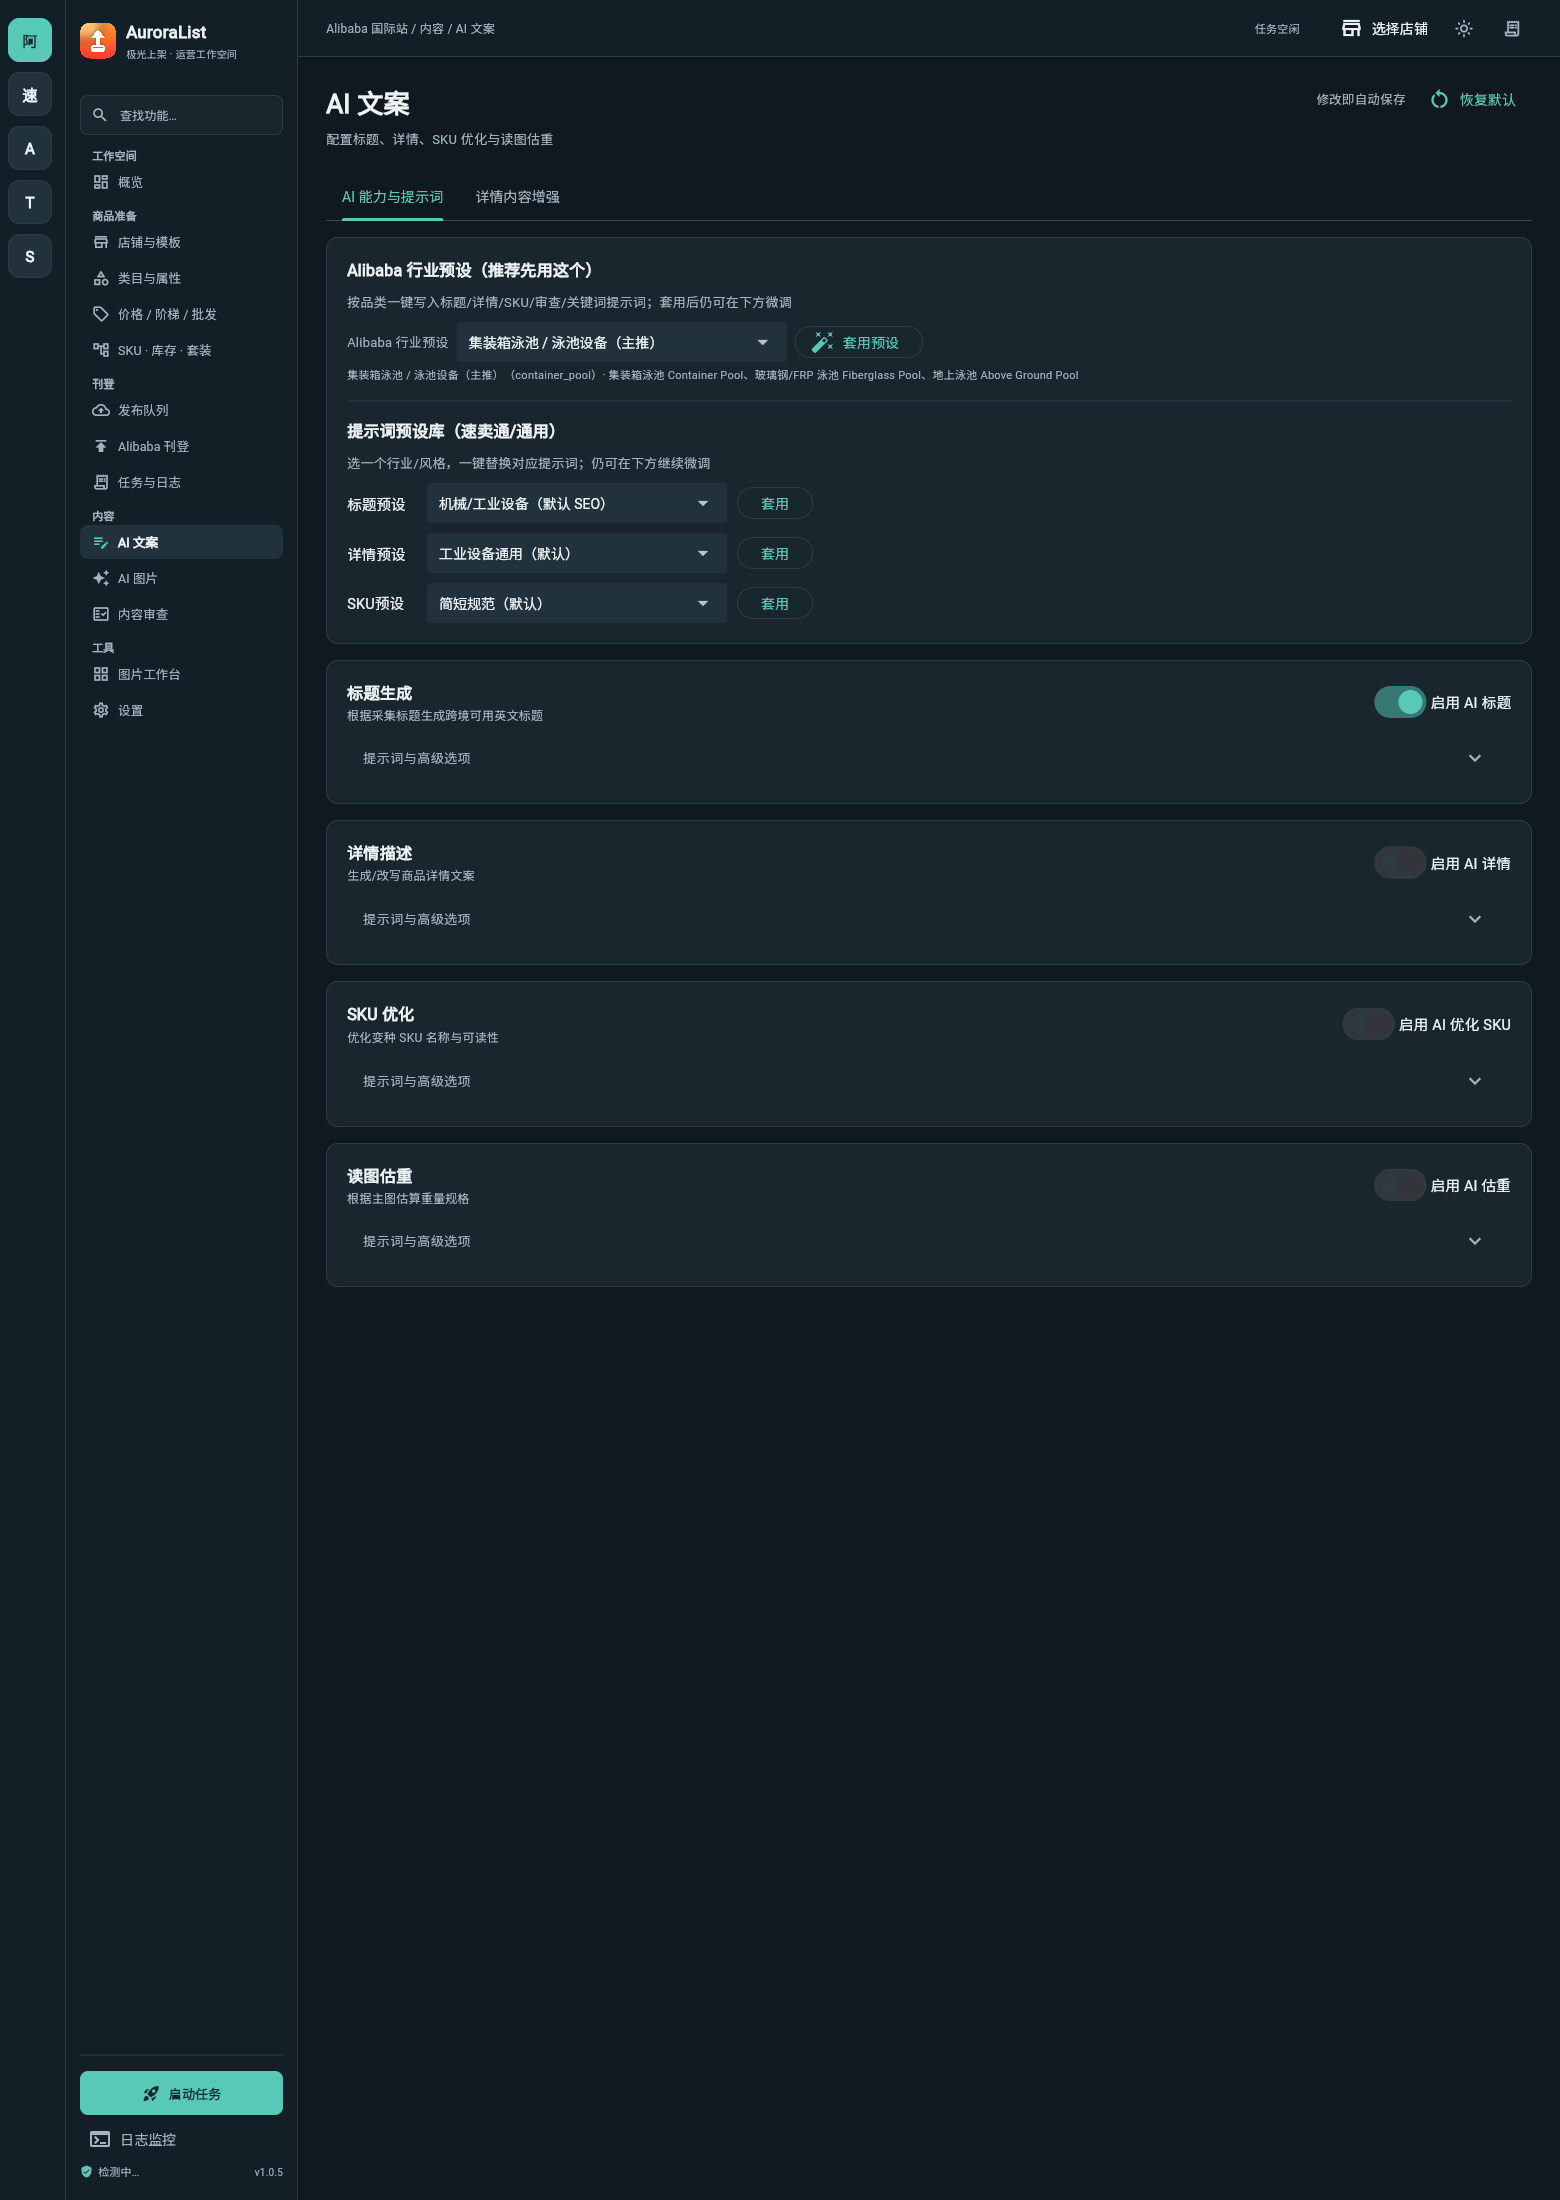 阿
速
A
T
S
AuroraList
极光上架 · 运营工作空间
查找功能...
工作空间
概览
商品准备
店铺与模板
类目与属性
价格 / 阶梯 / 批发
SKU · 库存 · 套装
刊登
发布队列
Alibaba 刊登
任务与日志
内容
AI 文案
AI 图片
内容审查
工具
图片工作台
设置
启动任务
日志监控
检测中... v1.0.5
Alibaba 国际站 / 内容 / AI 文案
任务空闲 选择店铺
AI 文案
修改即自动保存 恢复默认
配置标题、详情、SKU 优化与读图估重
AI 能力与提示词 详情内容增强
Alibaba 行业预设（推荐先用这个）
按品类一键写入标题/详情/SKU/审查/关键词提示词；套用后仍可在下方微调
Alibaba 行业预设 集装箱泳池 / 泳池设备（主推） 套用预设
集装箱泳池 / 泳池设备（主推）（container_pool）· 集装箱泳池 Container Pool、玻璃钢/FRP 泳池 Fiberglass Pool、地上泳池 Above Ground Pool
提示词预设库（速卖通/通用）
选一个行业/风格，一键替换对应提示词；仍可在下方继续微调
标题预设 机械/工业设备（默认 SEO） 套用
详情预设 工业设备通用（默认） 套用
SKU预设 简短规范（默认） 套用
标题生成
根据采集标题生成跨境可用英文标题
启用 AI 标题
提示词与高级选项
详情描述
生成/改写商品详情文案
启用 AI 详情
提示词与高级选项
SKU 优化
优化变种 SKU 名称与可读性
启用 AI 优化 SKU
提示词与高级选项
读图估重
根据主图估算重量规格
启用 AI 估重
提示词与高级选项